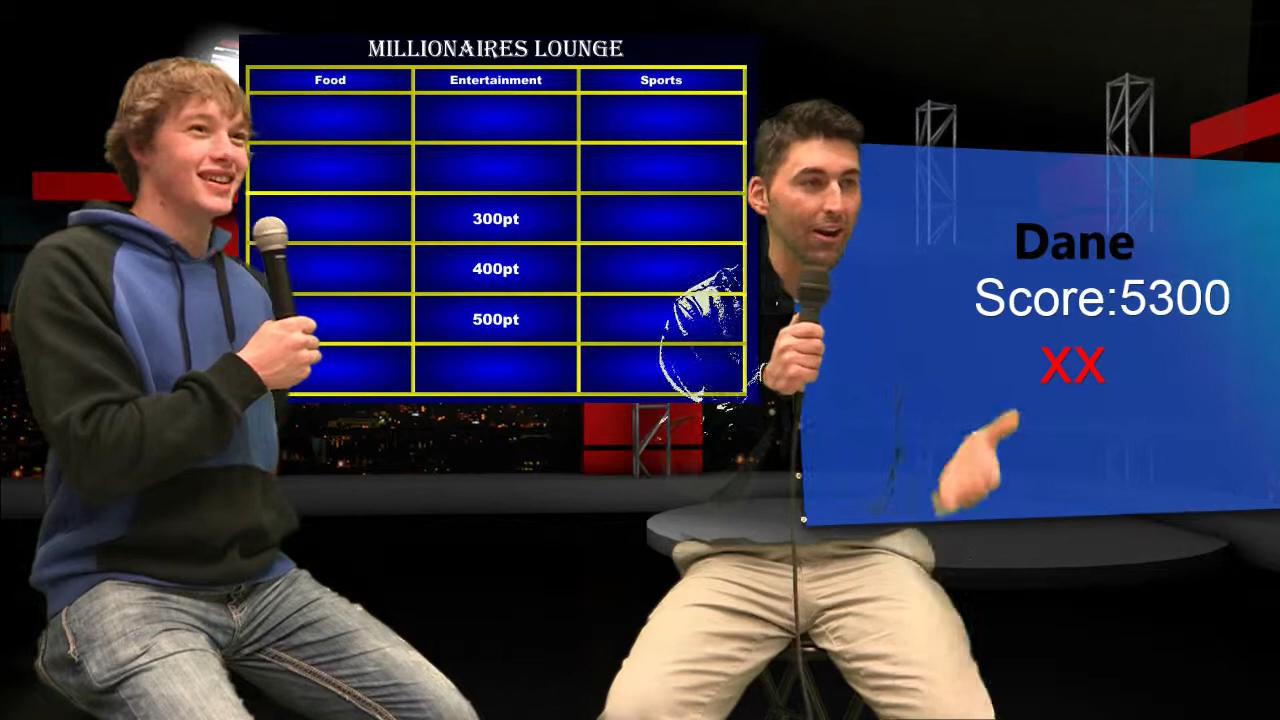 MILLIONAIRES LOUNGE
Food Entertainment Sports
300pt
400pt
500pt
Dane
Score:5300
XX